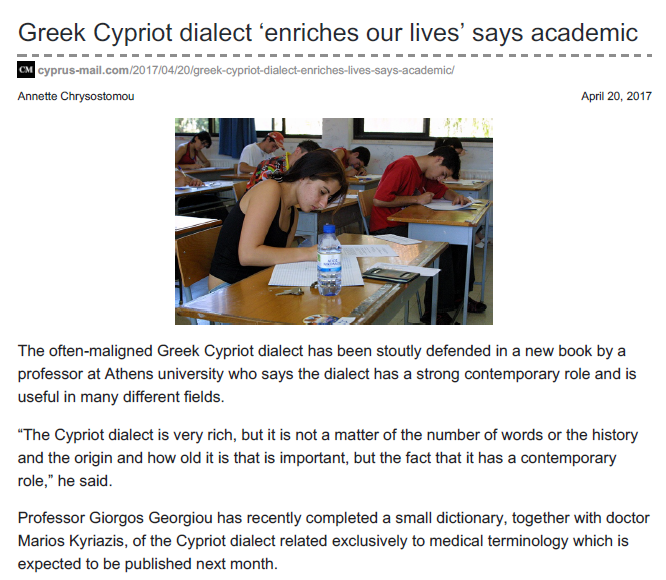 Greek Cypriot dialect ‘enriches our lives’ says academic
CM cyprus-mail.com/2017/04/20/greek-cypriot-dialect-enriches-lives-says-academic/
Annette Chrysostomou April 20, 2017
The often-maligned Greek Cypriot dialect has been stoutly defended in a new book by a
professor at Athens university who says the dialect has a strong contemporary role and is
useful in many different fields.
“The Cypriot dialect is very rich, but it is not a matter of the number of words or the history
and the origin and how old it is that is important, but the fact that it has a contemporary
role,” he said.
Professor Giorgos Georgiou has recently completed a small dictionary, together with doctor
Marios Kyriazis, of the Cypriot dialect related exclusively to medical terminology which is
expected to be published next month.